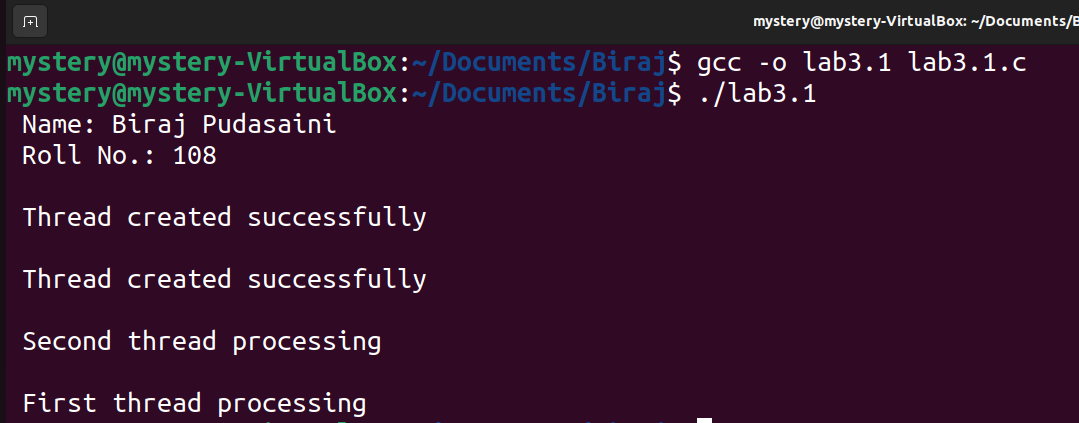 mystery@mystery-VirtualBox: ~/Documents/B
mystery@mystery-VirtualBox:~/Documents/Biraj$ gcc -o lab3.1 lab3.1.c
mystery@mystery-VirtualBox:~/Documents/Biraj$ ./lab3.1
Name: Biraj Pudasaini
Roll No.: 108
Thread created successfully
Thread created successfully
Second thread processing
First thread processing